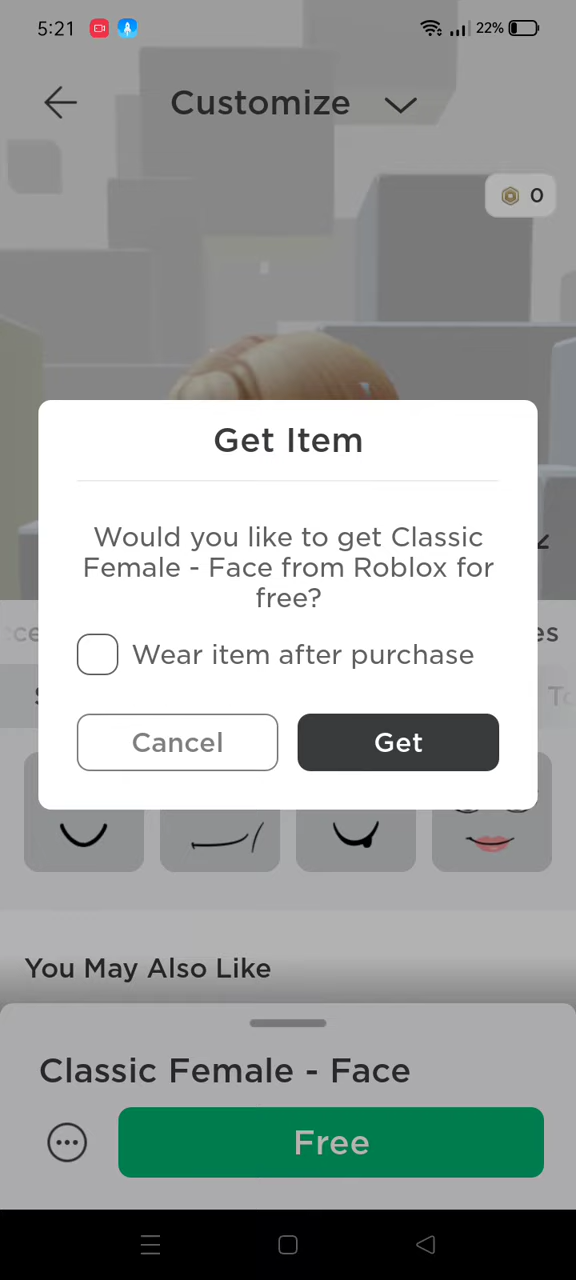 5:21
22%
Customize
0
Get Item
Would you like to get Classic
Female - Face from Roblox for
free?
es
Wear item after purchase
Cancel
Get
You May Also Like
Classic Female - Face
Free